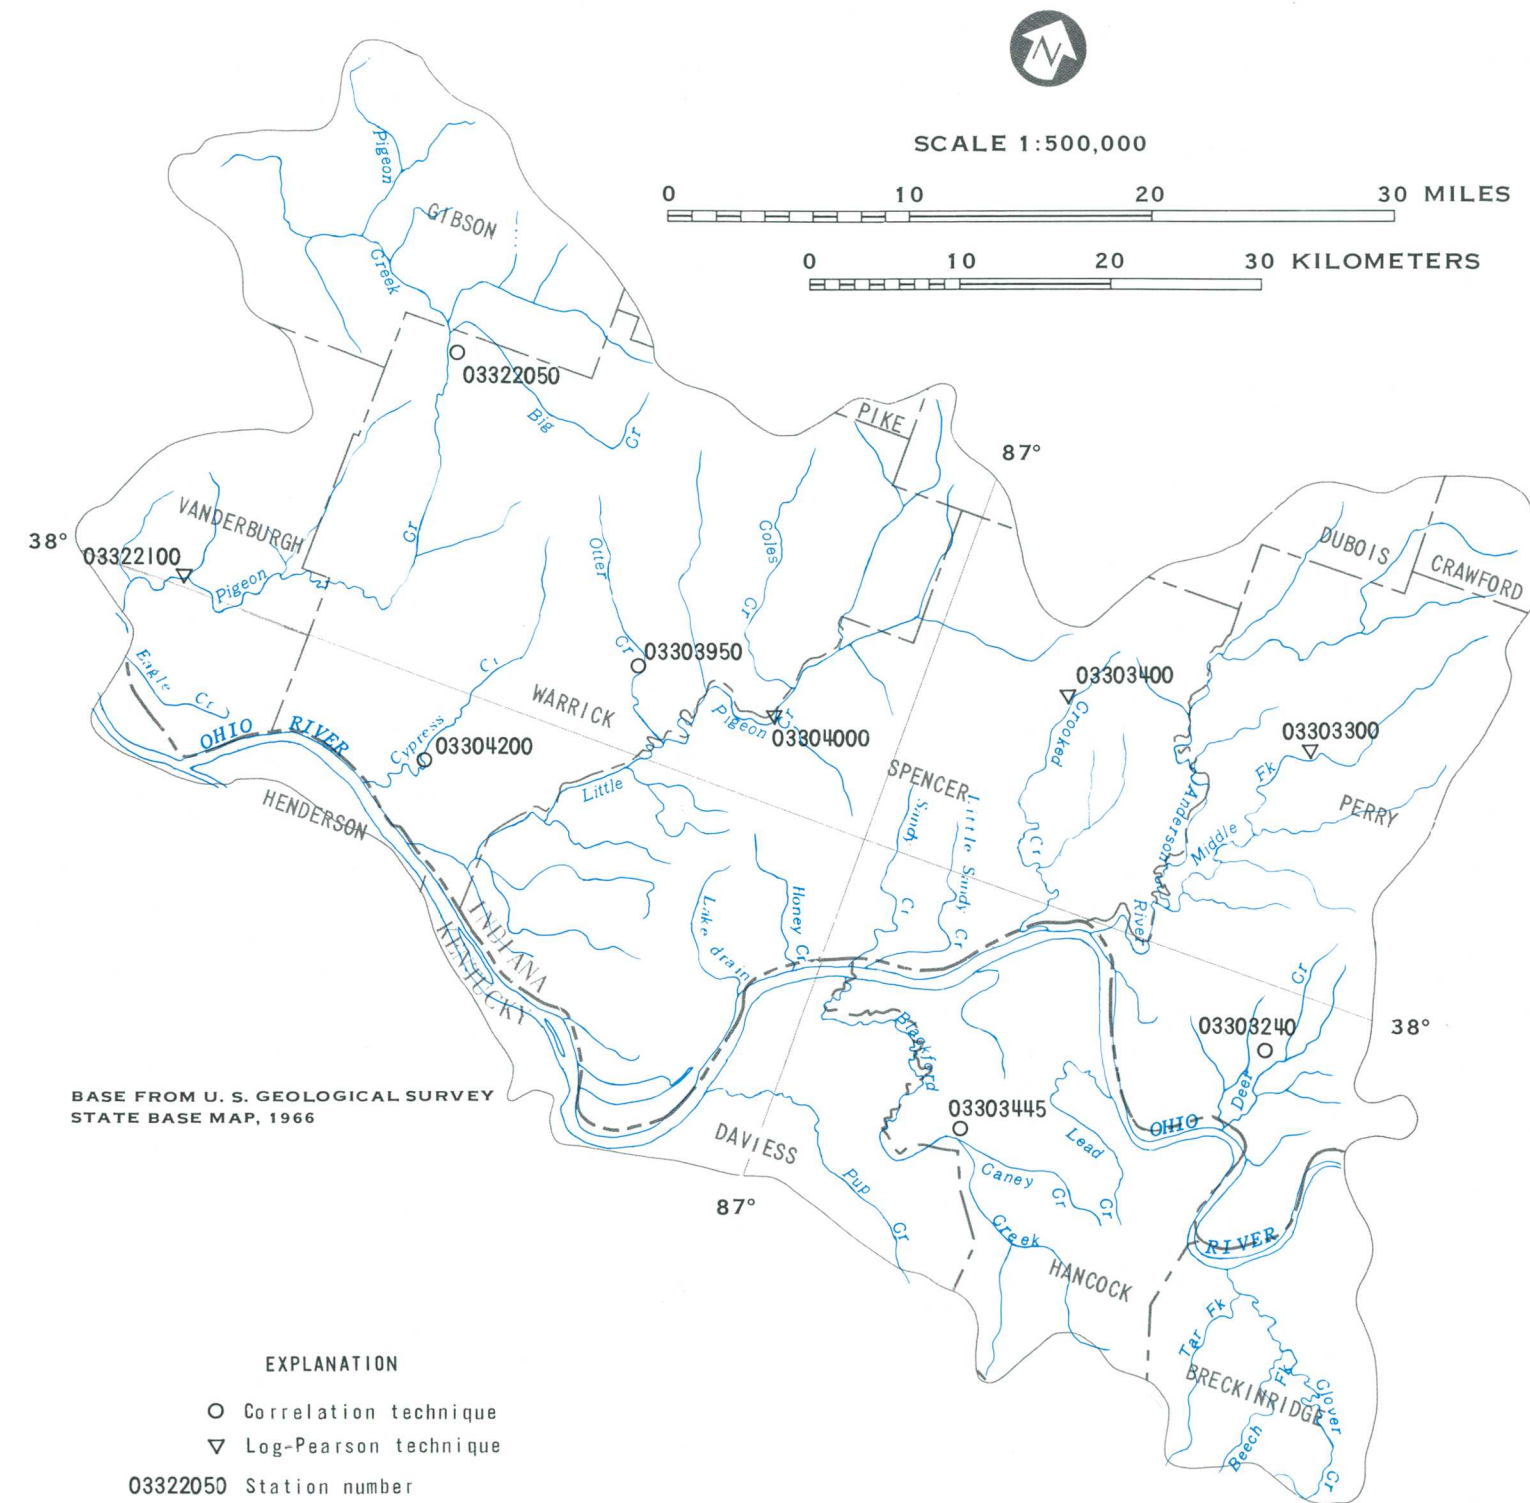 N
SCALE 1:500,000
0 10 20 30 MILES
0 10 20 30 KILOMETERS
Pigeon
GIBSON
Creek
03322050
Big
Cr
PIKE
87°
38°
VANDERBURGH
03322100
Pigeon
Cr
Otter
Cr
Coles
Cr
DUBOIS
CRAWFORD
03303950
03303400
Eagle
Cr
WARRICK
Cypress
Cr
Pigeon
Cr
03304000
Crooked
Cr
03303300
OHIO RIVER
03304200
Little
SPENCER
Sandy
Cr
Little Sandy Cr
Anderson
River
Middle
Fk
PERRY
HENDERSON
INDIANA
KENTUCKY
Lake drain
Honey Cr
Cr
38°
03303240
Deer
Blackford
03303445
BASE FROM U. S. GEOLOGICAL SURVEY
STATE BASE MAP, 1966
DAVIESS
Lead
Cr
OHIO
Caney
Cr
Pup
Cr
87°
Creek
RIVER
HANCOCK
Tar
Fk
BRECKINRIDGE
Fk
Beech
Clover
Cr
EXPLANATION
Correlation technique
Log-Pearson technique
03322050 Station number